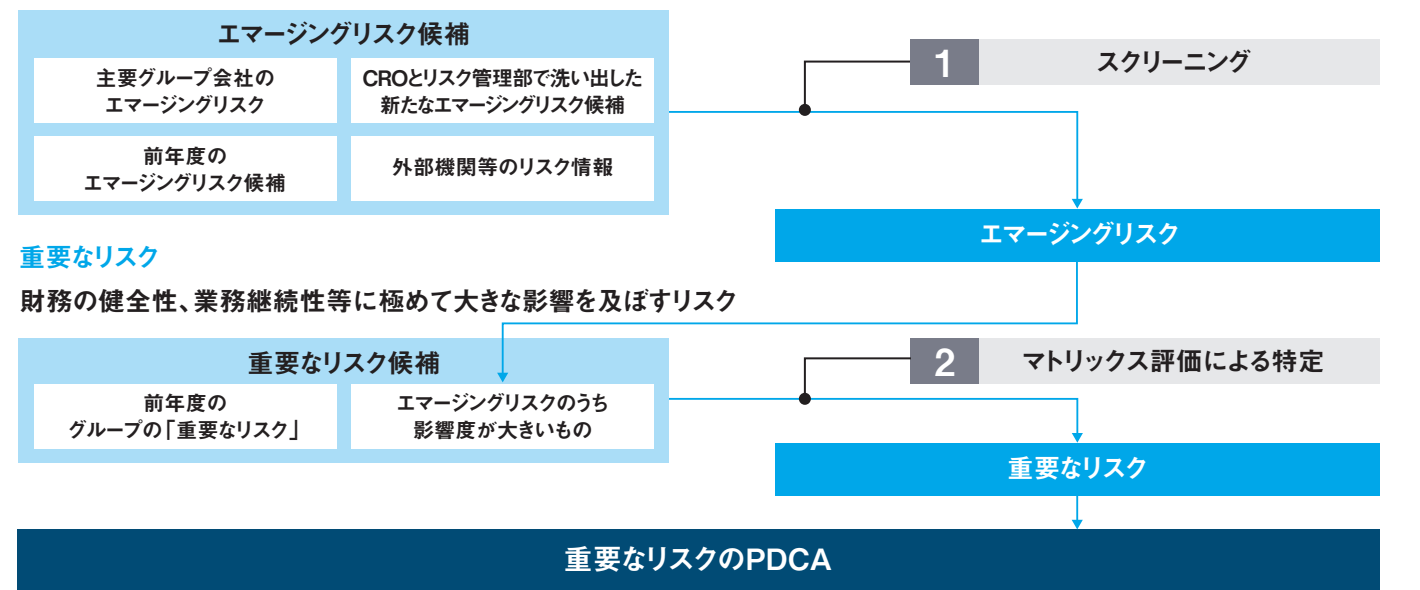 エマージングリスク候補
主要グループ会社の
エマージングリスク
CROとリスク管理部で洗い出した
新たなエマージングリスク候補
前年度の
エマージングリスク候補
外部機関等のリスク情報
1
スクリーニング
エマージングリスク
重要なリスク
財務の健全性、業務継続性等に極めて大きな影響を及ぼすリスク
重要なリスク候補
前年度の
グループの「重要なリスク」
エマージングリスクのうち
影響度が大きいもの
2
マトリックス評価による特定
重要なリスク
重要なリスクのPDCA